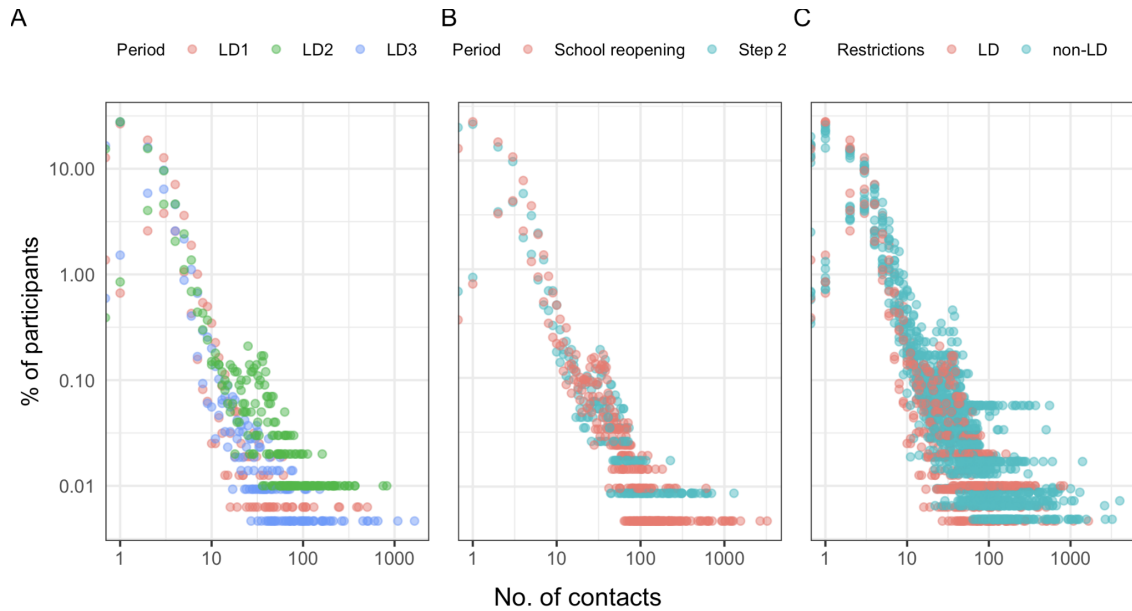 A
B
C
Period LD1 LD2 LD3
Period School reopening Step 2
Restrictions LD non-LD
% of participants
10.00
1.00
0.10
0.01
1 10 100 1000
1 10 100 1000
1 10 100 1000
No. of contacts